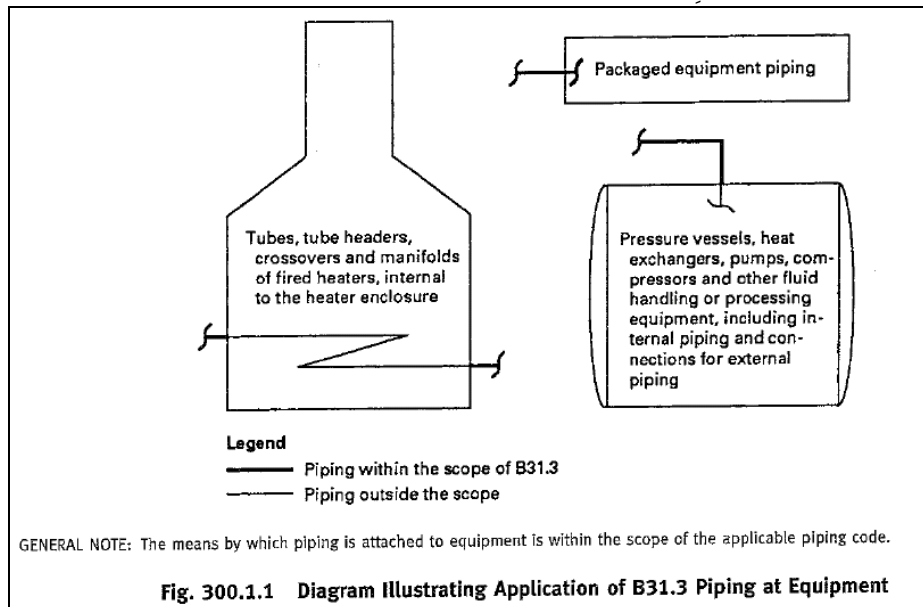 Packaged equipment piping
Tubes, tube headers,
crossovers and manifolds
of fired heaters, internal
to the heater enclosure
Pressure vessels, heat
exchangers, pumps, com-
pressors and other fluid
handling or processing
equipment, including in-
ternal piping and con-
nections for external
piping
Legend
Piping within the scope of B31.3
Piping outside the scope
GENERAL NOTE: The means by which piping is attached to equipment is within the scope of the applicable piping code.
Fig. 300.1.1 Diagram Illustrating Application of B31.3 Piping at Equipment